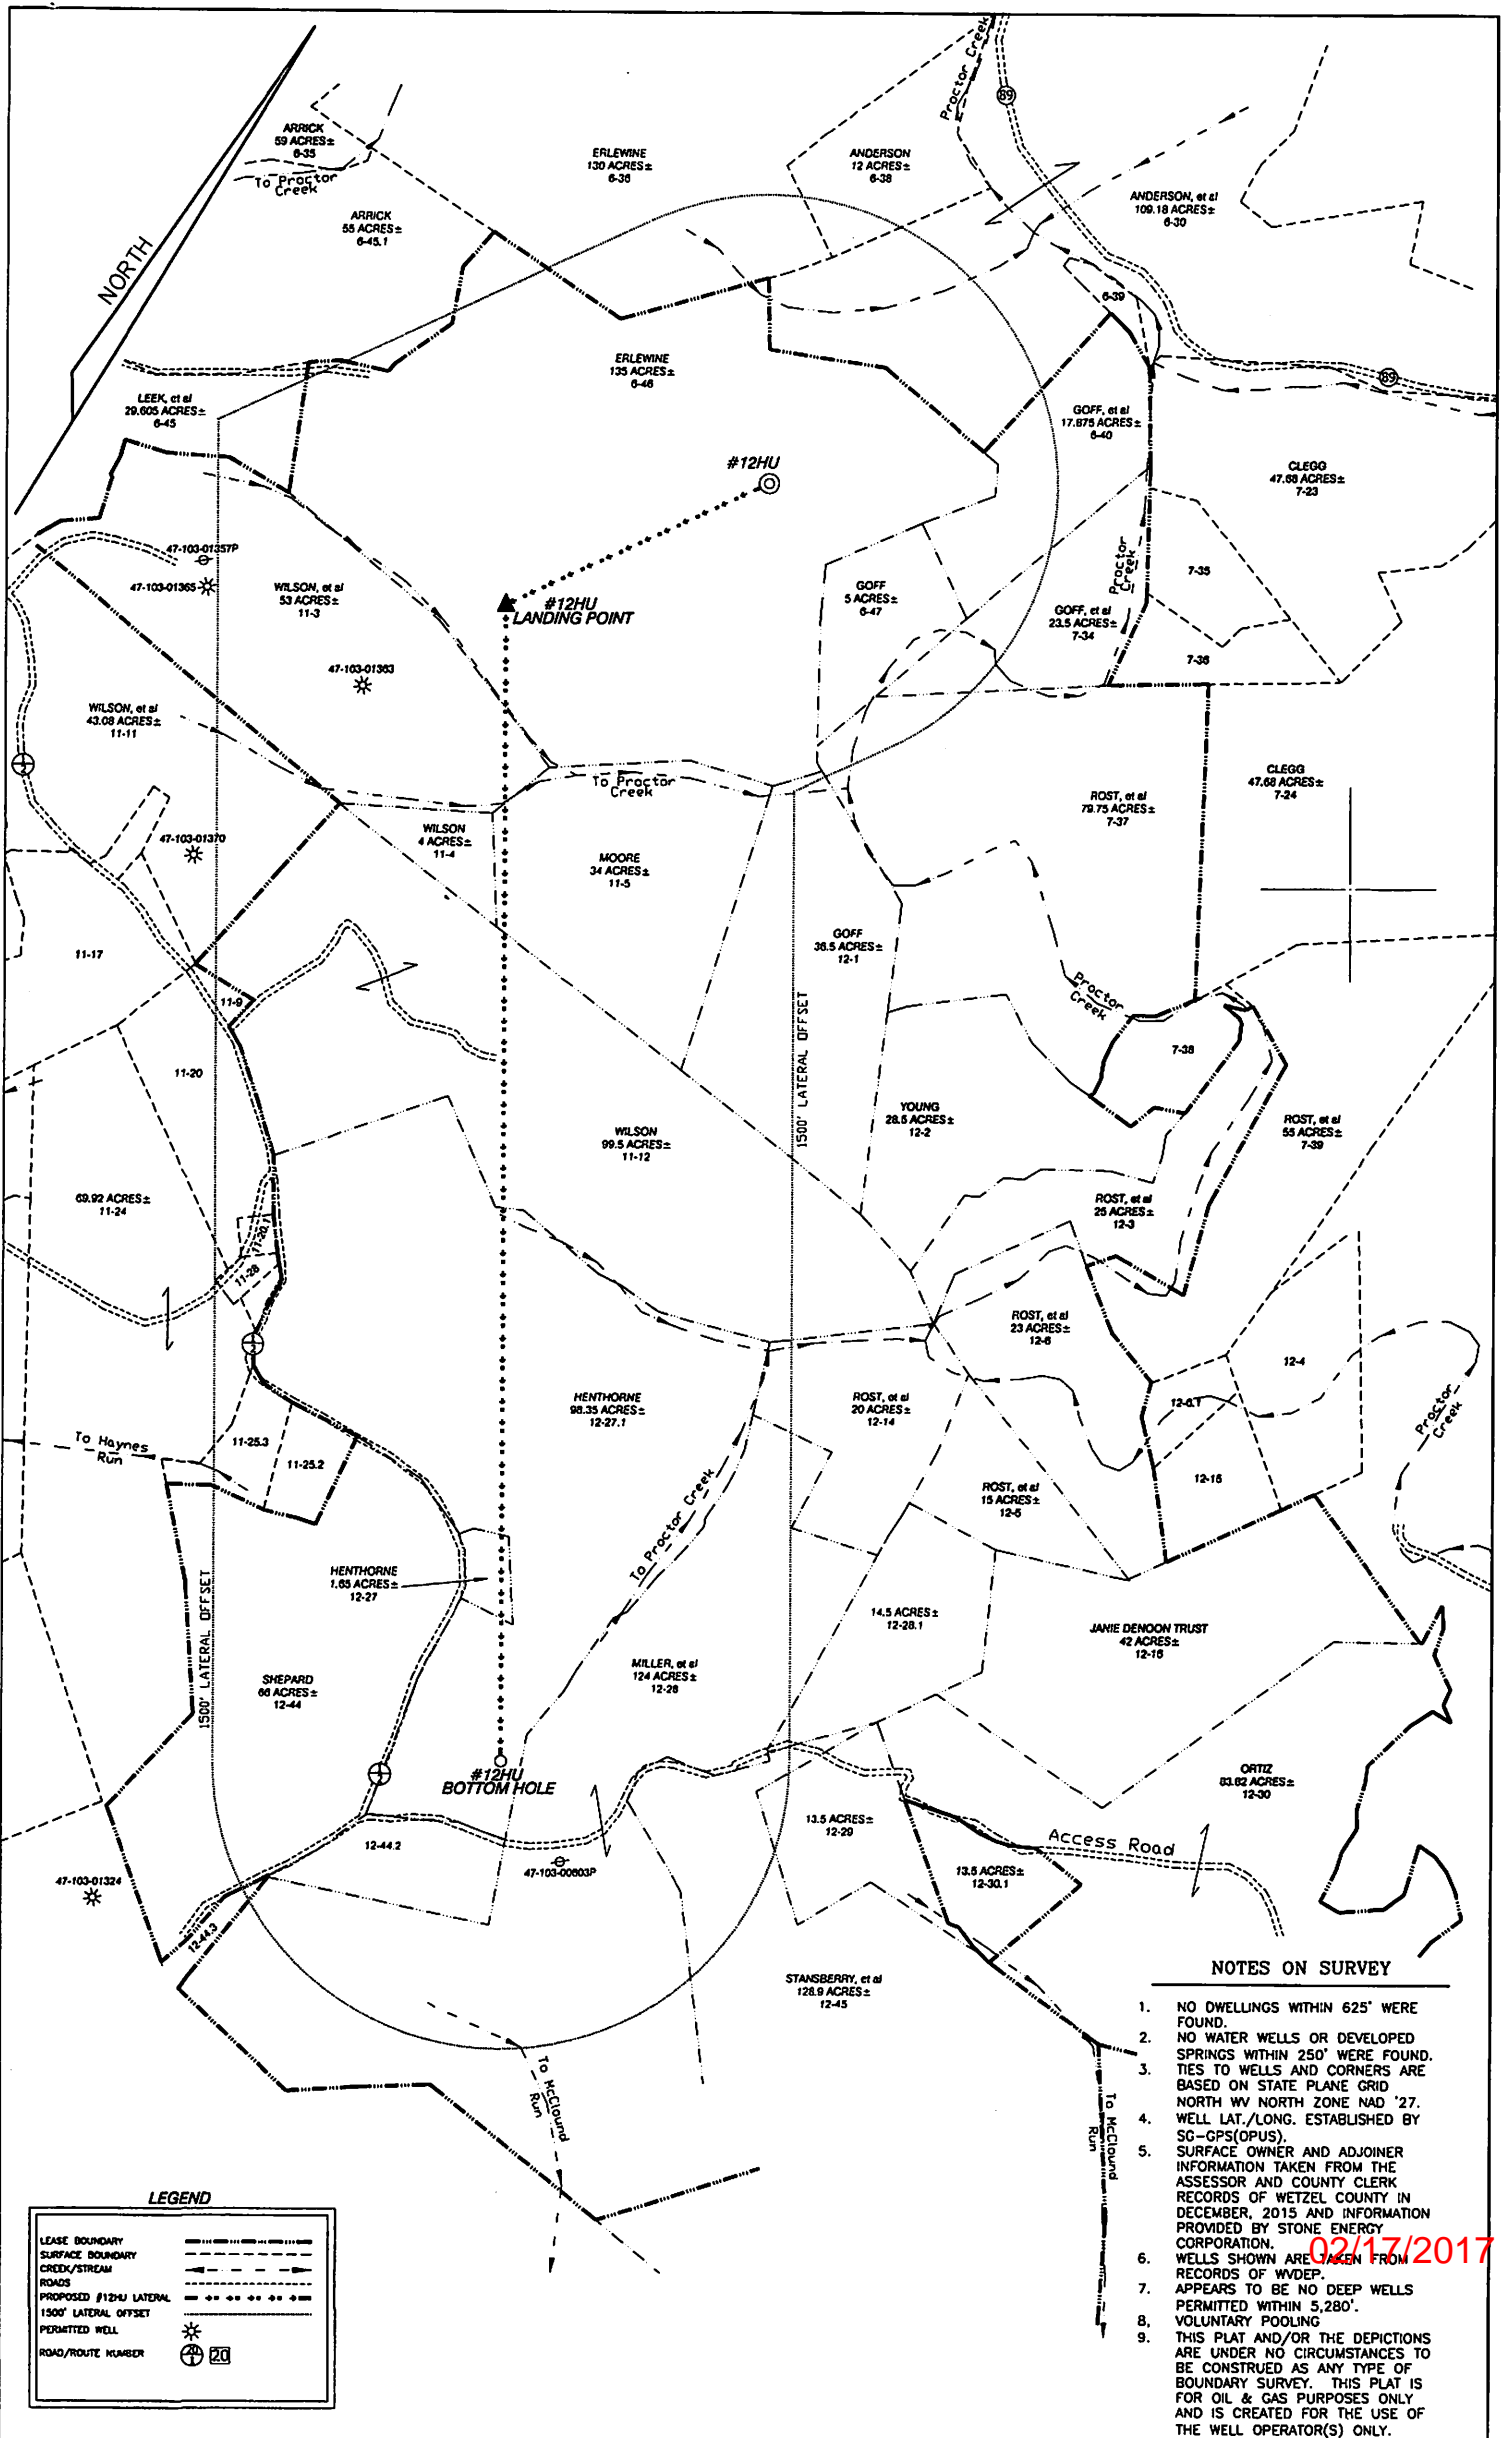 NORTH
ARRICK
59 ACRES±
6-35
To Proctor
Creek
ARRICK
55 ACRES±
6-45.1
ERLEWINE
130 ACRES±
6-36
ANDERSON
12 ACRES±
6-38
Proctor Creek
89
ANDERSON, et al
109.18 ACRES±
6-30
6-39
LEEK, et al
29.605 ACRES±
6-45
ERLEWINE
135 ACRES±
6-46
GOFF, et al
17.875 ACRES±
6-40
89
CLEGG
47.68 ACRES±
7-23
#12HU
47-103-01357P
47-103-01365
WILSON, et al
53 ACRES±
11-3
#12HU
LANDING POINT
GOFF
5 ACRES±
6-47
Proctor
Creek
7-35
GOFF, et al
23.5 ACRES±
7-34
7-36
47-103-01363
WILSON, et al
43.08 ACRES±
11-11
To Proctor
Creek
ROST, et al
79.75 ACRES±
7-37
CLEGG
47.68 ACRES±
7-24
47-103-01370
WILSON
4 ACRES±
11-4
MOORE
34 ACRES±
11-5
GOFF
36.5 ACRES±
12-1
11-17
11-9
1500' LATERAL OFFSET
Proctor
Creek
7-38
11-20
WILSON
99.5 ACRES±
11-12
YOUNG
28.5 ACRES±
12-2
ROST, et al
55 ACRES±
7-39
69.92 ACRES±
11-24
11-20.1
11-28
ROST, et al
25 ACRES±
12-3
ROST, et al
23 ACRES±
12-6
12-4
HENTHORNE
98.35 ACRES±
12-27.1
ROST, et al
20 ACRES±
12-14
12-6.1
Proctor
Creek
To Haynes
Run
11-25.3
11-25.2
To Proctor Creek
ROST, et al
15 ACRES±
12-5
12-15
HENTHORNE
1.65 ACRES±
12-27
14.5 ACRES±
12-28.1
JANIE DENOON TRUST
42 ACRES±
12-16
1500' LATERAL OFFSET
SHEPARD
66 ACRES±
12-44
MILLER, et al
124 ACRES±
12-28
#12HU
BOTTOM HOLE
ORTIZ
83.62 ACRES±
12-30
12-44.2
13.5 ACRES±
12-29
Access Road
47-103-00603P
13.5 ACRES±
12-30.1
47-103-01324
12-44.3
STANSBERRY, et al
128.9 ACRES±
12-45
To McClound
Run
To McClound
Run
NOTES ON SURVEY
1. NO DWELLINGS WITHIN 625' WERE
FOUND.
2. NO WATER WELLS OR DEVELOPED
SPRINGS WITHIN 250' WERE FOUND.
3. TIES TO WELLS AND CORNERS ARE
BASED ON STATE PLANE GRID
NORTH WV NORTH ZONE NAD '27.
4. WELL LAT./LONG. ESTABLISHED BY
SG-GPS(OPUS).
5. SURFACE OWNER AND ADJOINER
INFORMATION TAKEN FROM THE
ASSESSOR AND COUNTY CLERK
RECORDS OF WETZEL COUNTY IN
DECEMBER, 2015 AND INFORMATION
PROVIDED BY STONE ENERGY
CORPORATION.
02/17/2017
6. WELLS SHOWN ARE TAKEN FROM
RECORDS OF WVDEP.
7. APPEARS TO BE NO DEEP WELLS
PERMITTED WITHIN 5,280'.
8, VOLUNTARY POOLING
9. THIS PLAT AND/OR THE DEPICTIONS
ARE UNDER NO CIRCUMSTANCES TO
BE CONSTRUED AS ANY TYPE OF
BOUNDARY SURVEY. THIS PLAT IS
FOR OIL & GAS PURPOSES ONLY
AND IS CREATED FOR THE USE OF
THE WELL OPERATOR(S) ONLY.
LEGEND
LEASE BOUNDARY
SURFACE BOUNDARY
CREEK/STREAM
ROADS
PROPOSED #12HU LATERAL
1500' LATERAL OFFSET
PERMITTED WELL
ROAD/ROUTE NUMBER
20